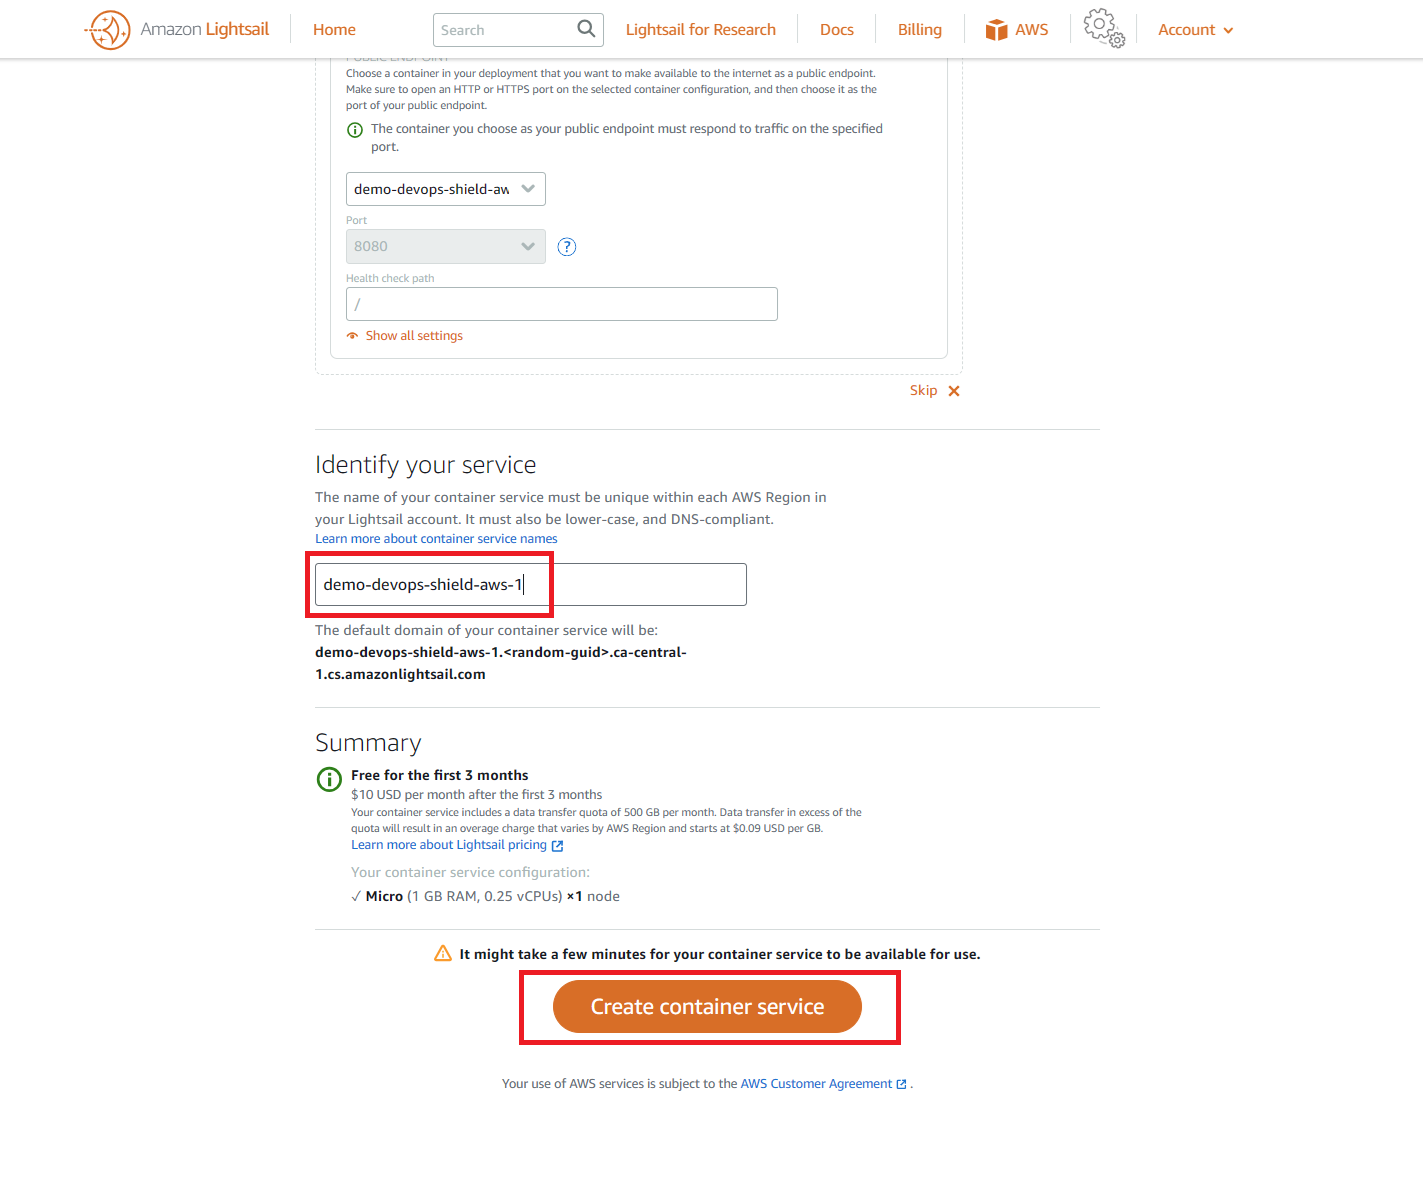 Amazon Lightsail
Home
Search
Lightsail for Research
Docs
Billing
AWS
Account
PUBLIC ENDPOINT
Choose a container in your deployment that you want to make available to the internet as a public endpoint.
Make sure to open an HTTP or HTTPS port on the selected container configuration, and then choose it as the
port of your public endpoint.
The container you choose as your public endpoint must respond to traffic on the specified
port.
demo-devops-shield-aw
Port
8080
?
Health check path
/
Show all settings
Skip
Identify your service
The name of your container service must be unique within each AWS Region in
your Lightsail account. It must also be lower-case, and DNS-compliant.
Learn more about container service names
demo-devops-shield-aws-1
The default domain of your container service will be:
demo-devops-shield-aws-1.<random-guid>.ca-central-
1.cs.amazonlightsail.com
Summary
Free for the first 3 months
$10 USD per month after the first 3 months
Your container service includes a data transfer quota of 500 GB per month. Data transfer in excess of the
quota will result in an overage charge that varies by AWS Region and starts at $0.09 USD per GB.
Learn more about Lightsail pricing
Your container service configuration:
✓ Micro (1 GB RAM, 0.25 vCPUs) ×1 node
It might take a few minutes for your container service to be available for use.
Create container service
Your use of AWS services is subject to the AWS Customer Agreement .